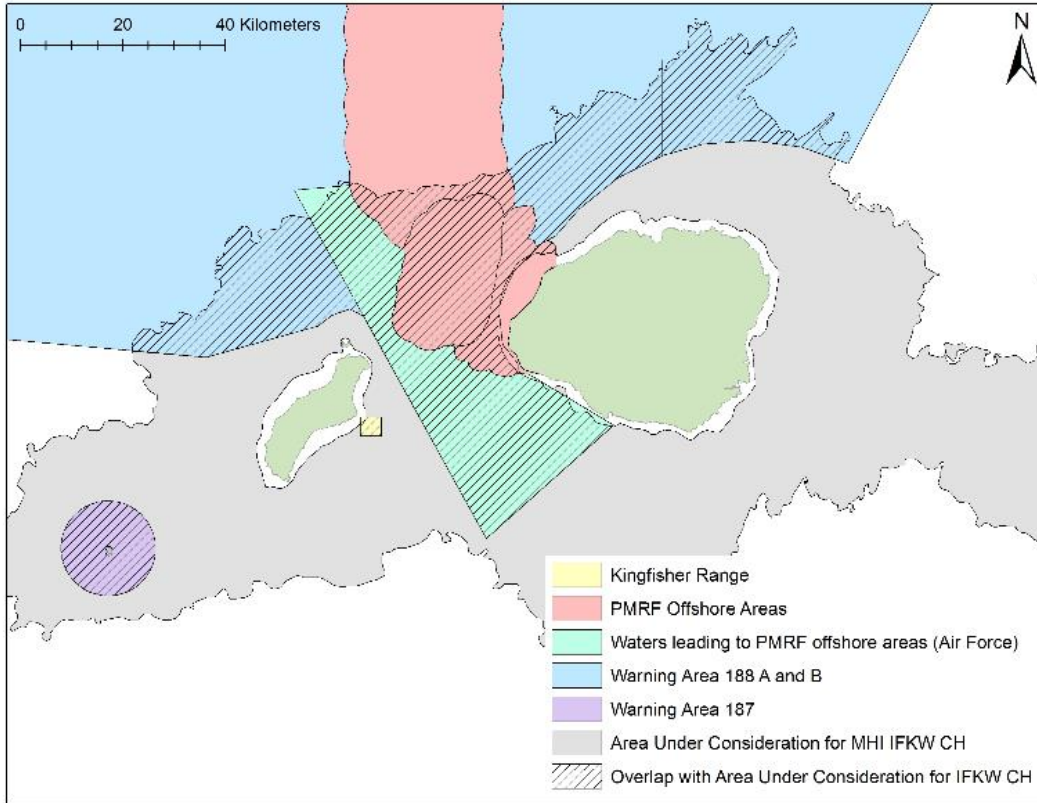 0 20 40 Kilometers
N
Kingfisher Range
PMRF Offshore Areas
Waters leading to PMRF offshore areas (Air Force)
Warning Area 188 A and B
Warning Area 187
Area Under Consideration for MHI IFKW CH
Overlap with Area Under Consideration for IFKW CH